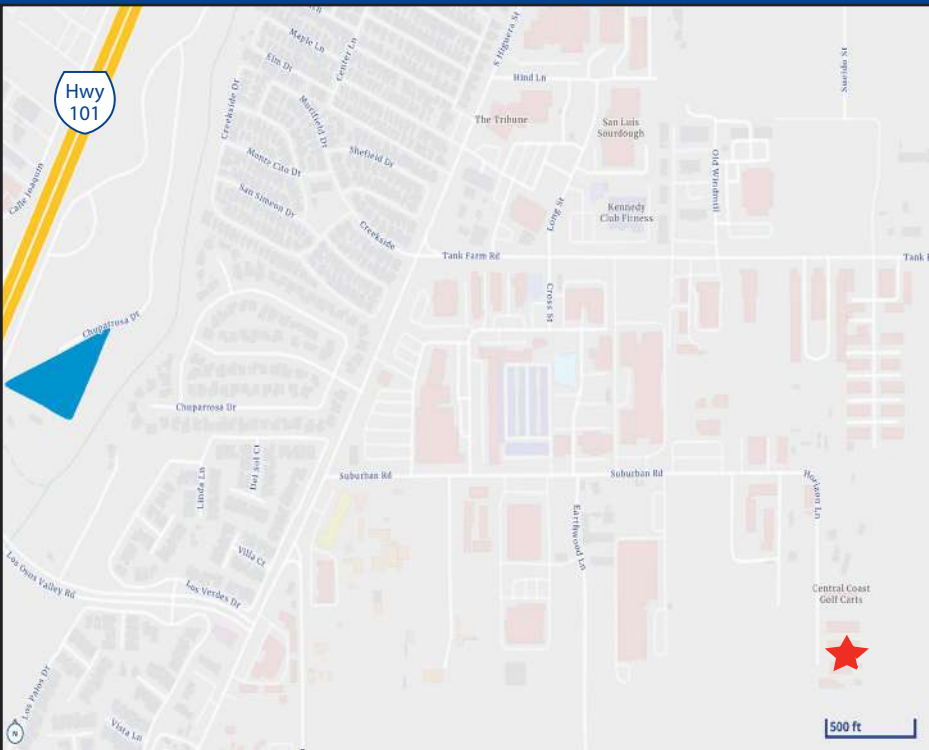 S Higuera St
Maple Ln
Center Ln
Elm Dr
Hwy
101
Hind Ln
Sueldo St
Creekside Dr
Murifield Dr
The Tribune
San Luis
Sourdough
Shefield Dr
Monte Cito Dr
Old Windmill
Calle Joaquin
San Simeon Dr
Long St
Kennedy
Club Fitness
Creekside
Tank Farm Rd
Tank F
Cross St
Chuparrosa Dr
Chuparrosa Dr
Linda Ln
Del Sol Ct
Suburban Rd
Suburban Rd
Horizon Ln
Earthwood Ln
Villa Ct
Los Osos Valley Rd
Los Verdes Dr
Central Coast
Golf Carts
Los Palos Dr
Vista Ln
N
500 ft